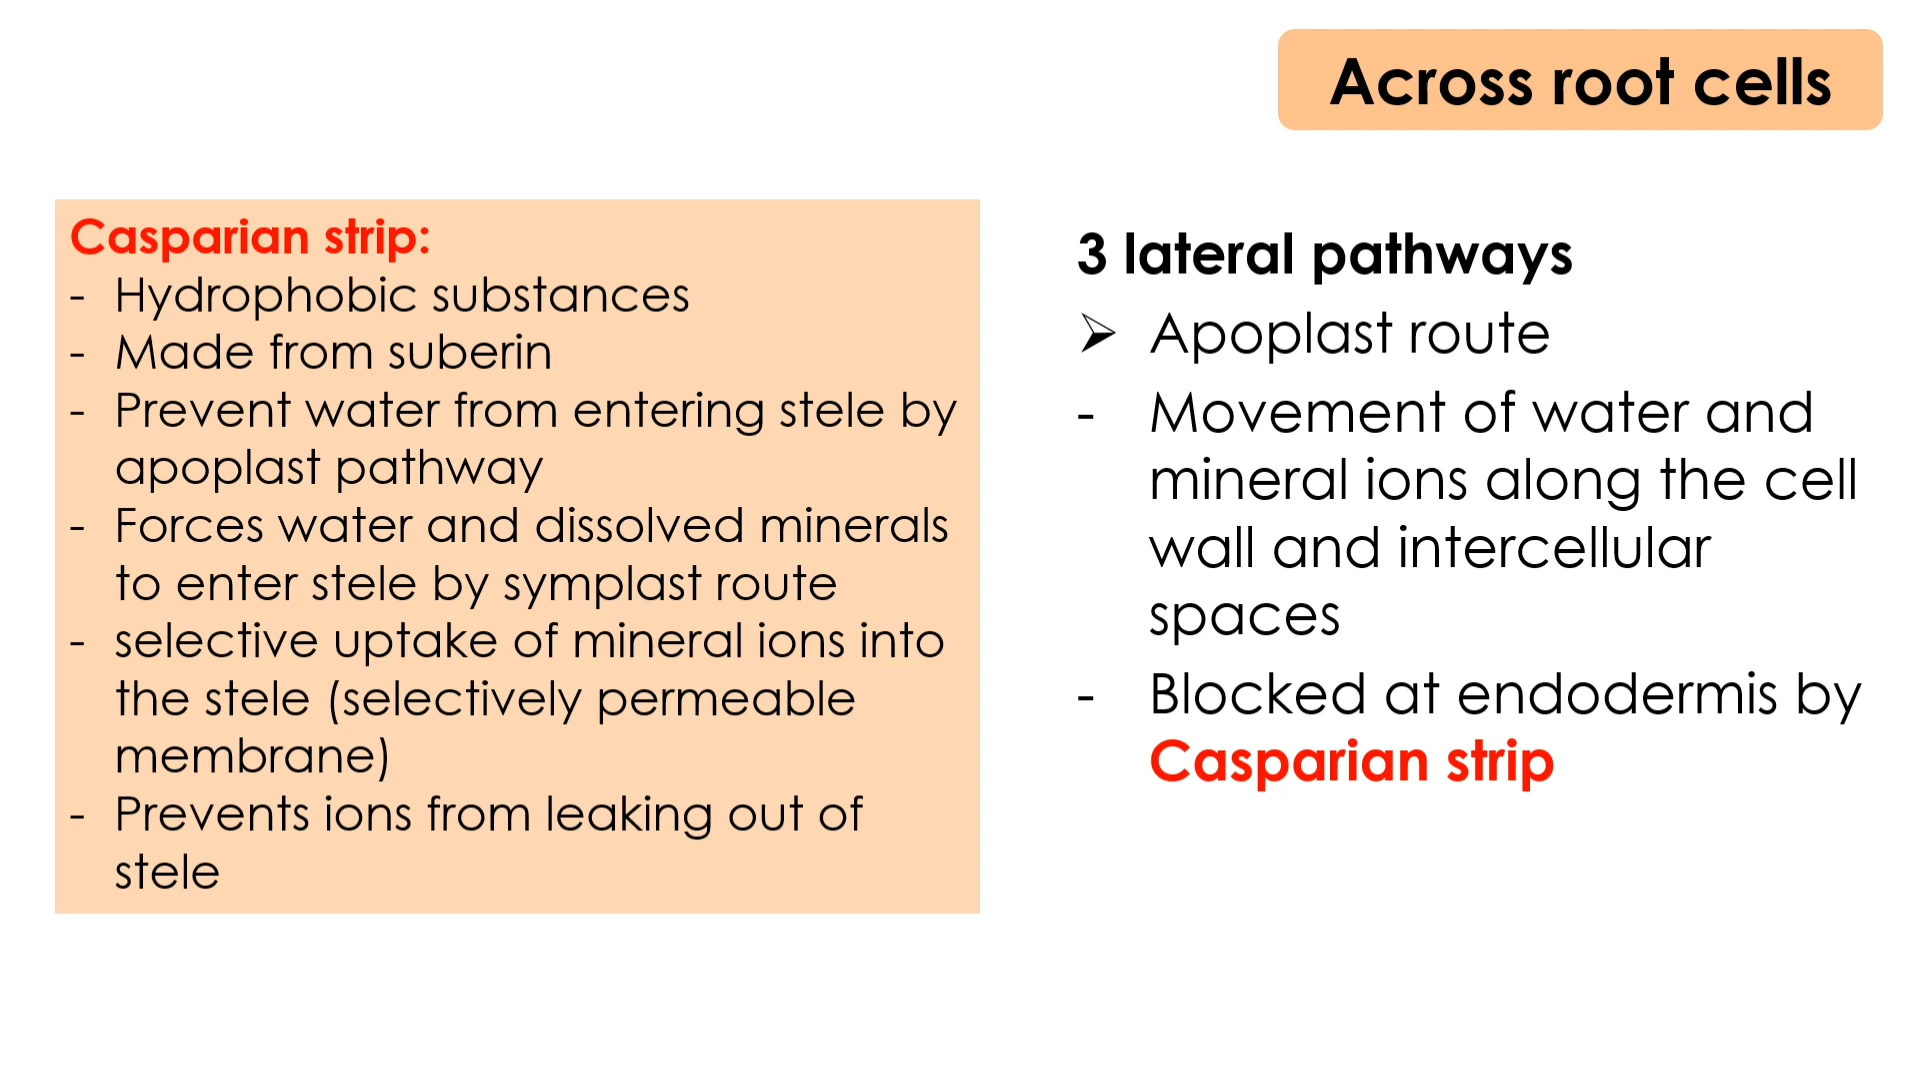 Across root cells
Casparian strip:
- Hydrophobic substances
- Made from suberin
- Prevent water from entering stele by
apoplast pathway
- Forces water and dissolved minerals
to enter stele by symplast route
- selective uptake of mineral ions into
the stele (selectively permeable
membrane)
- Prevents ions from leaking out of
stele
3 lateral pathways
➢ Apoplast route
- Movement of water and
mineral ions along the cell
wall and intercellular
spaces
- Blocked at endodermis by
Casparian strip